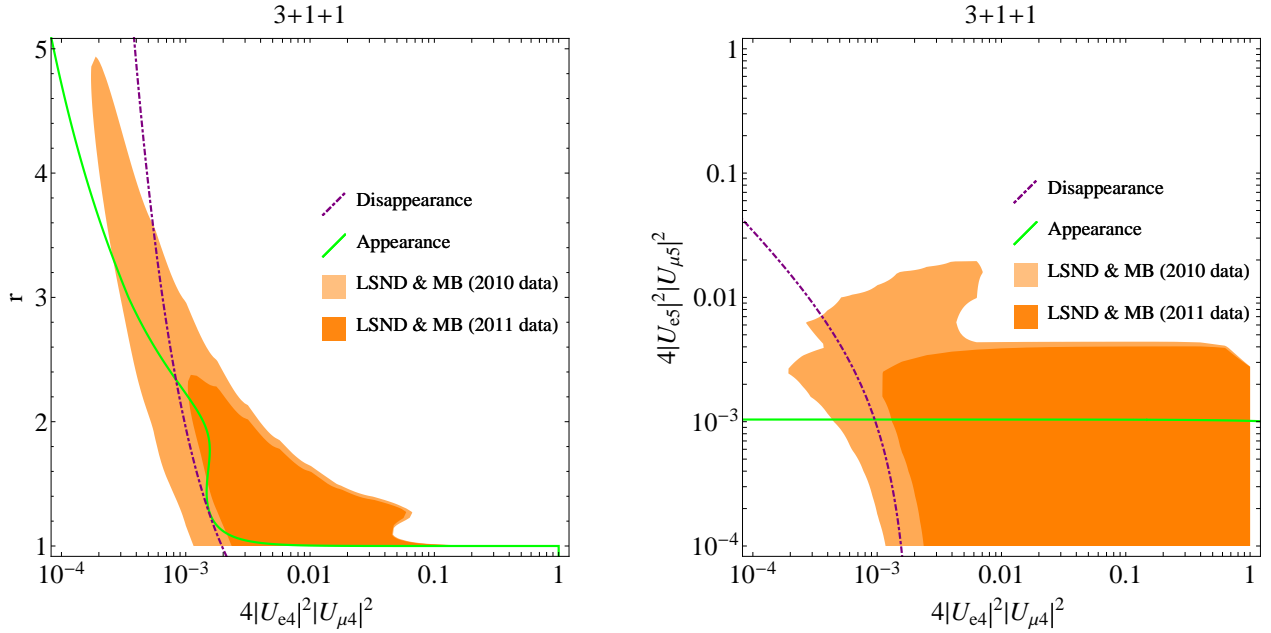 3+1+1
5
4
3
2
1
r
Disappearance
Appearance
LSND & MB (2010 data)
LSND & MB (2011 data)
10⁻⁴ 10⁻³ 0.01 0.1 1
4|U_e4|²|U_μ4|²
3+1+1
1
0.1
0.01
10⁻³
10⁻⁴
4|U_e5|²|U_μ5|²
Disappearance
Appearance
LSND & MB (2010 data)
LSND & MB (2011 data)
10⁻⁴ 10⁻³ 0.01 0.1 1
4|U_e4|²|U_μ4|²